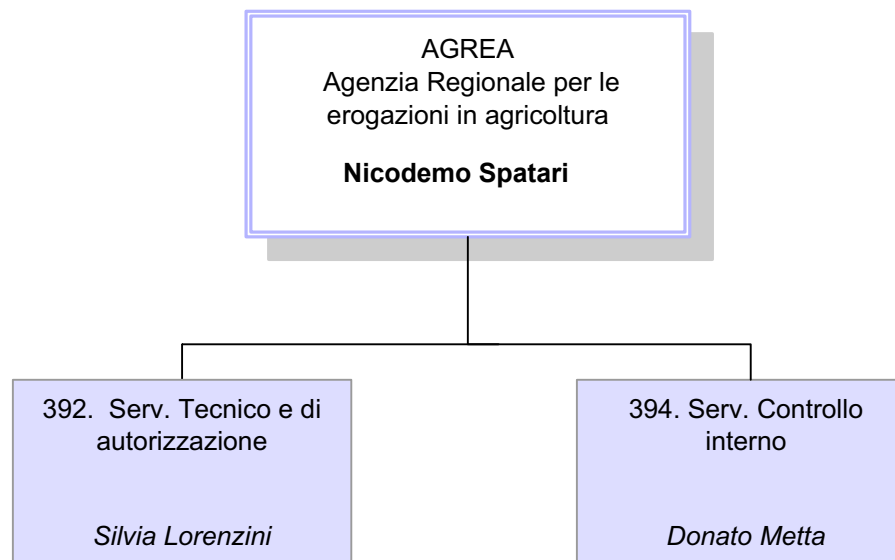 AGREA
Agenzia Regionale per le
erogazioni in agricoltura
Nicodemo Spatari
392. Serv. Tecnico e di
autorizzazione
Silvia Lorenzini
394. Serv. Controllo
interno
Donato Metta